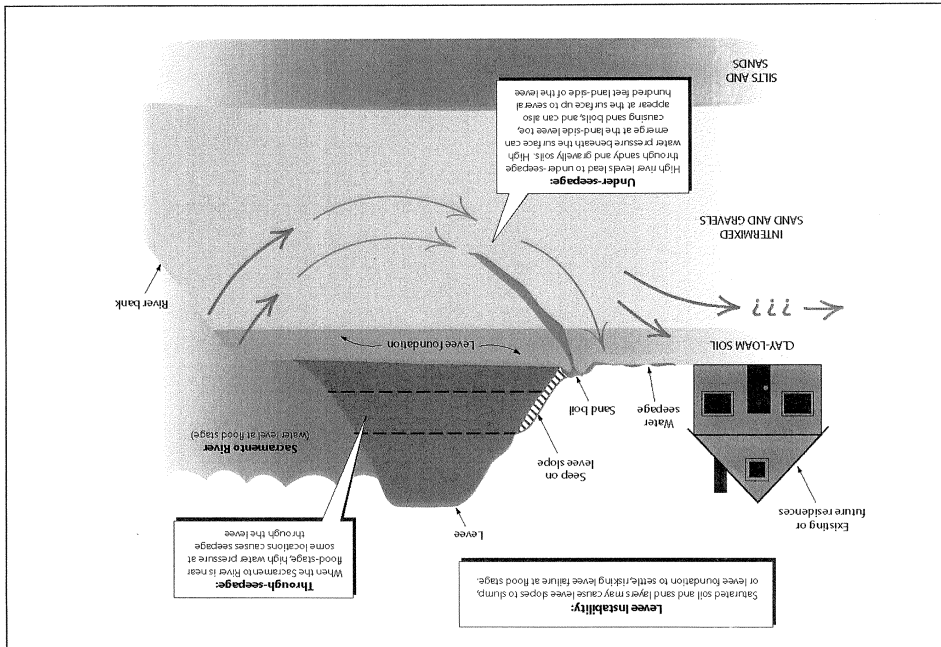 Levee Instability:
Saturated soil and sand layers may cause levee slopes to slump,
or levee foundation to settle, risking levee failure at flood stage.
Through-seepage:
When the Sacramento River is near
flood-stage, high water pressure at
some locations causes seepage
through the levee
Existing or
future residences
Levee
Seep on
levee slope
Sacramento River
(water level at flood stage)
Water
seepage
Sand boil
CLAY-LOAM SOIL
Levee foundation
???
River bank
INTERMIXED
SAND AND GRAVELS
Under-seepage:
High river levels lead to under-seepage
through sandy and gravelly soils. High
water pressure beneath the surface can
emerge at the land-side levee toe,
causing sand boils, and can also
appear at the surface up to several
hundred feet land-side of the levee
SILTS AND
SANDS